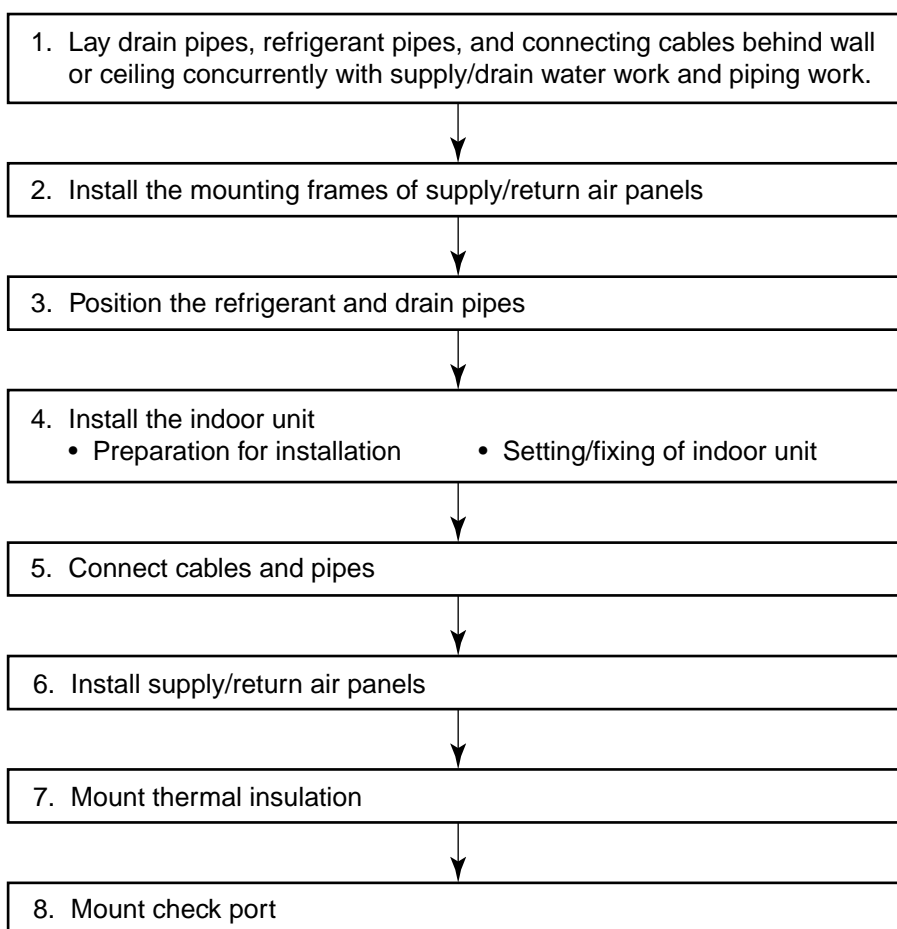 1. Lay drain pipes, refrigerant pipes, and connecting cables behind wall
or ceiling concurrently with supply/drain water work and piping work.
2. Install the mounting frames of supply/return air panels
3. Position the refrigerant and drain pipes
4. Install the indoor unit
• Preparation for installation • Setting/fixing of indoor unit
5. Connect cables and pipes
6. Install supply/return air panels
7. Mount thermal insulation
8. Mount check port